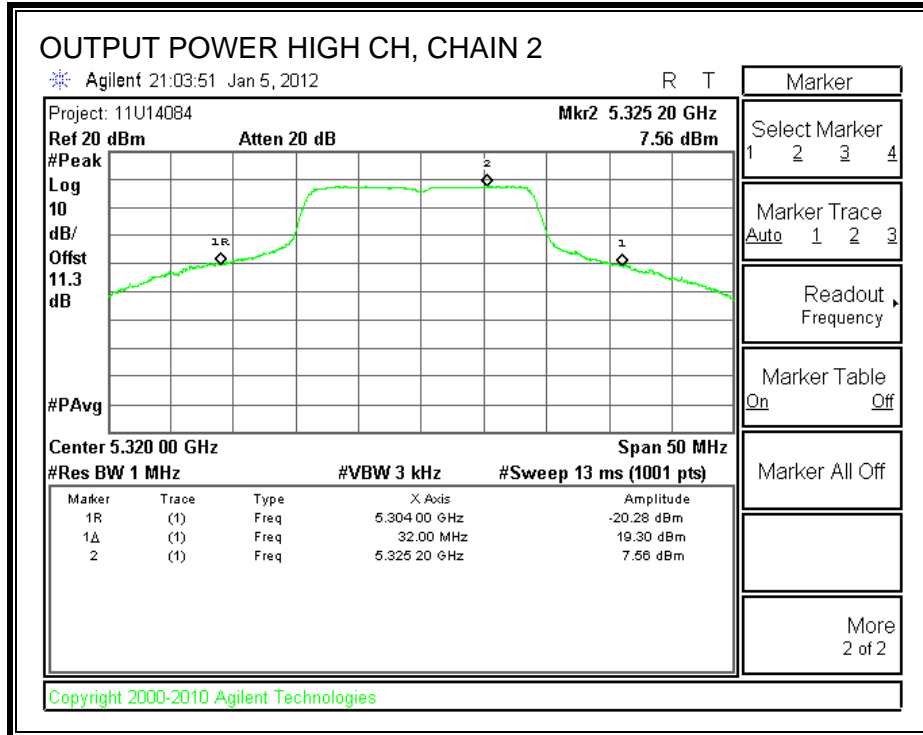 OUTPUT POWER HIGH CH, CHAIN 2
Agilent 21:03:51 Jan 5, 2012 R T
Project: 11U14084 Mkr2 5.325 20 GHz
Ref 20 dBm Atten 20 dB 7.56 dBm
#Peak
Log
10
dB/
Offst
11.3
dB
#PAvg
2
1R
1
Center 5.320 00 GHz Span 50 MHz
#Res BW 1 MHz #VBW 3 kHz #Sweep 13 ms (1001 pts)
Marker Trace Type X Axis Amplitude
1R (1) Freq 5.304 00 GHz -20.28 dBm
1Δ (1) Freq 32.00 MHz 19.30 dBm
2 (1) Freq 5.325 20 GHz 7.56 dBm
Marker
Select Marker
1 2 3 4
Marker Trace
Auto 1 2 3
Readout
Frequency
Marker Table
On Off
Marker All Off
More
2 of 2
Copyright 2000-2010 Agilent Technologies